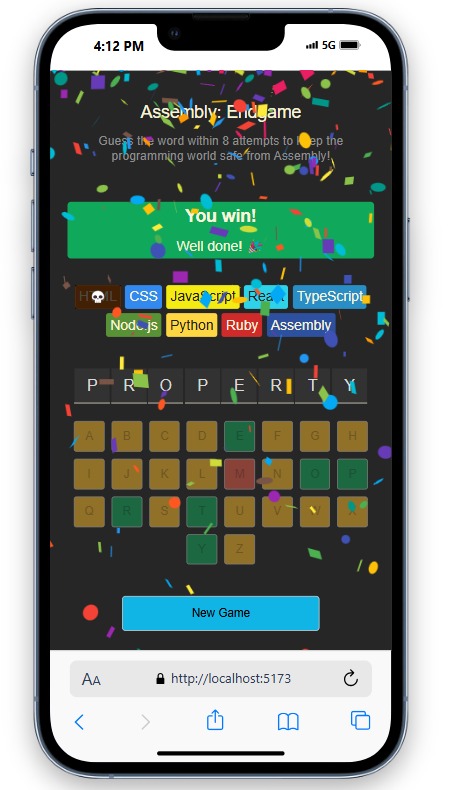 4:12 PM
5G
Assembly: Endgame
Guess the word within 8 attempts to keep the
programming world safe from Assembly!
You win!
Well done! 🎉
HTML CSS JavaScript React TypeScript
Node.js Python Ruby Assembly
P R O P E R T Y
A B C D E F G H
I J K L M N O P
Q R S T U V W X
Y Z
New Game
AA
http://localhost:5173